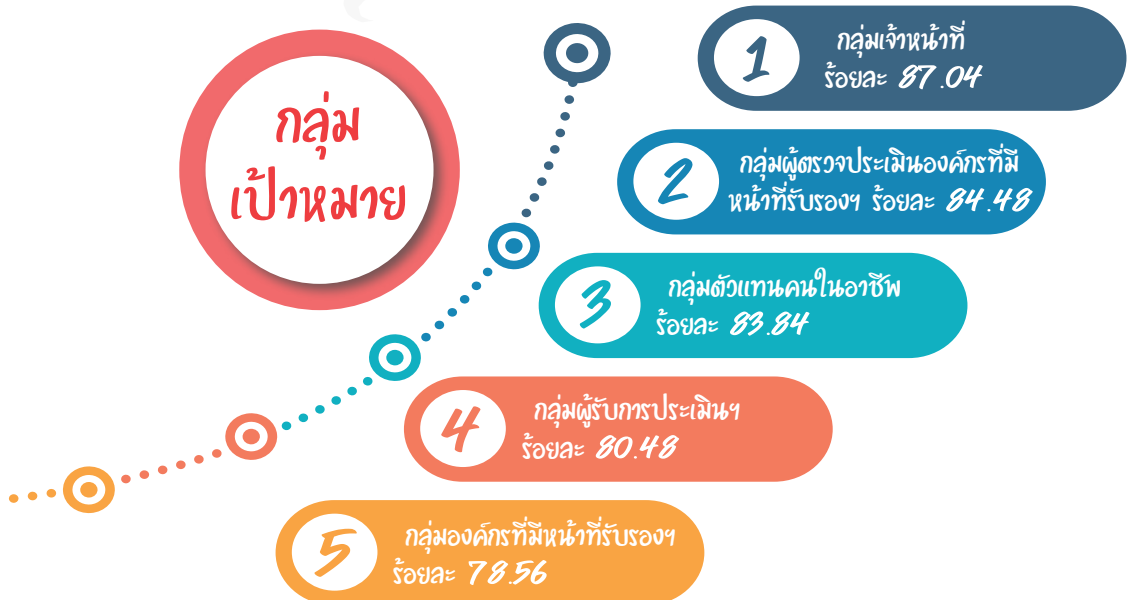 กลุ่ม
เป้าหมาย
1
กลุ่มเจ้าหน้าที่
ร้อยละ 87.04
2
กลุ่มผู้ตรวจประเมินองค์กรที่มี
หน้าที่รับรองฯ ร้อยละ 84.48
3
กลุ่มตัวแทนคนในอาชีพ
ร้อยละ 83.84
4
กลุ่มผู้รับการประเมินฯ
ร้อยละ 80.48
5
กลุ่มองค์กรที่มีหน้าที่รับรองฯ
ร้อยละ 78.56